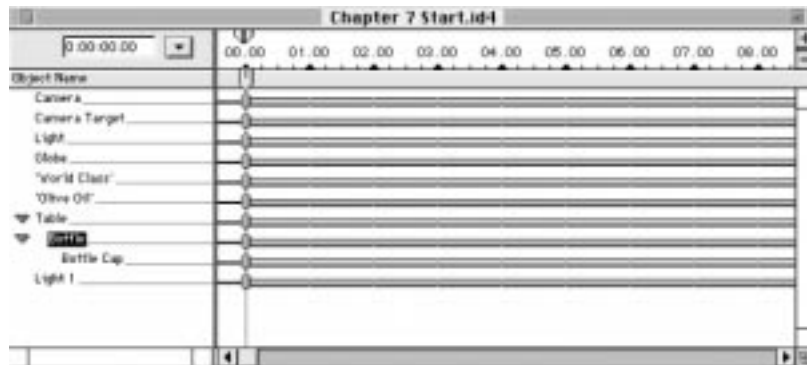 Chapter 7 Start.id4
0:00:00.00
00.00 01.00 02.00 03.00 04.00 05.00 06.00 07.00 08.00
Object Name
Camera
Camera Target
Light
Globe
'World Class'
'Olive Oil'
Table
Bottle
Bottle Cap
Light 1